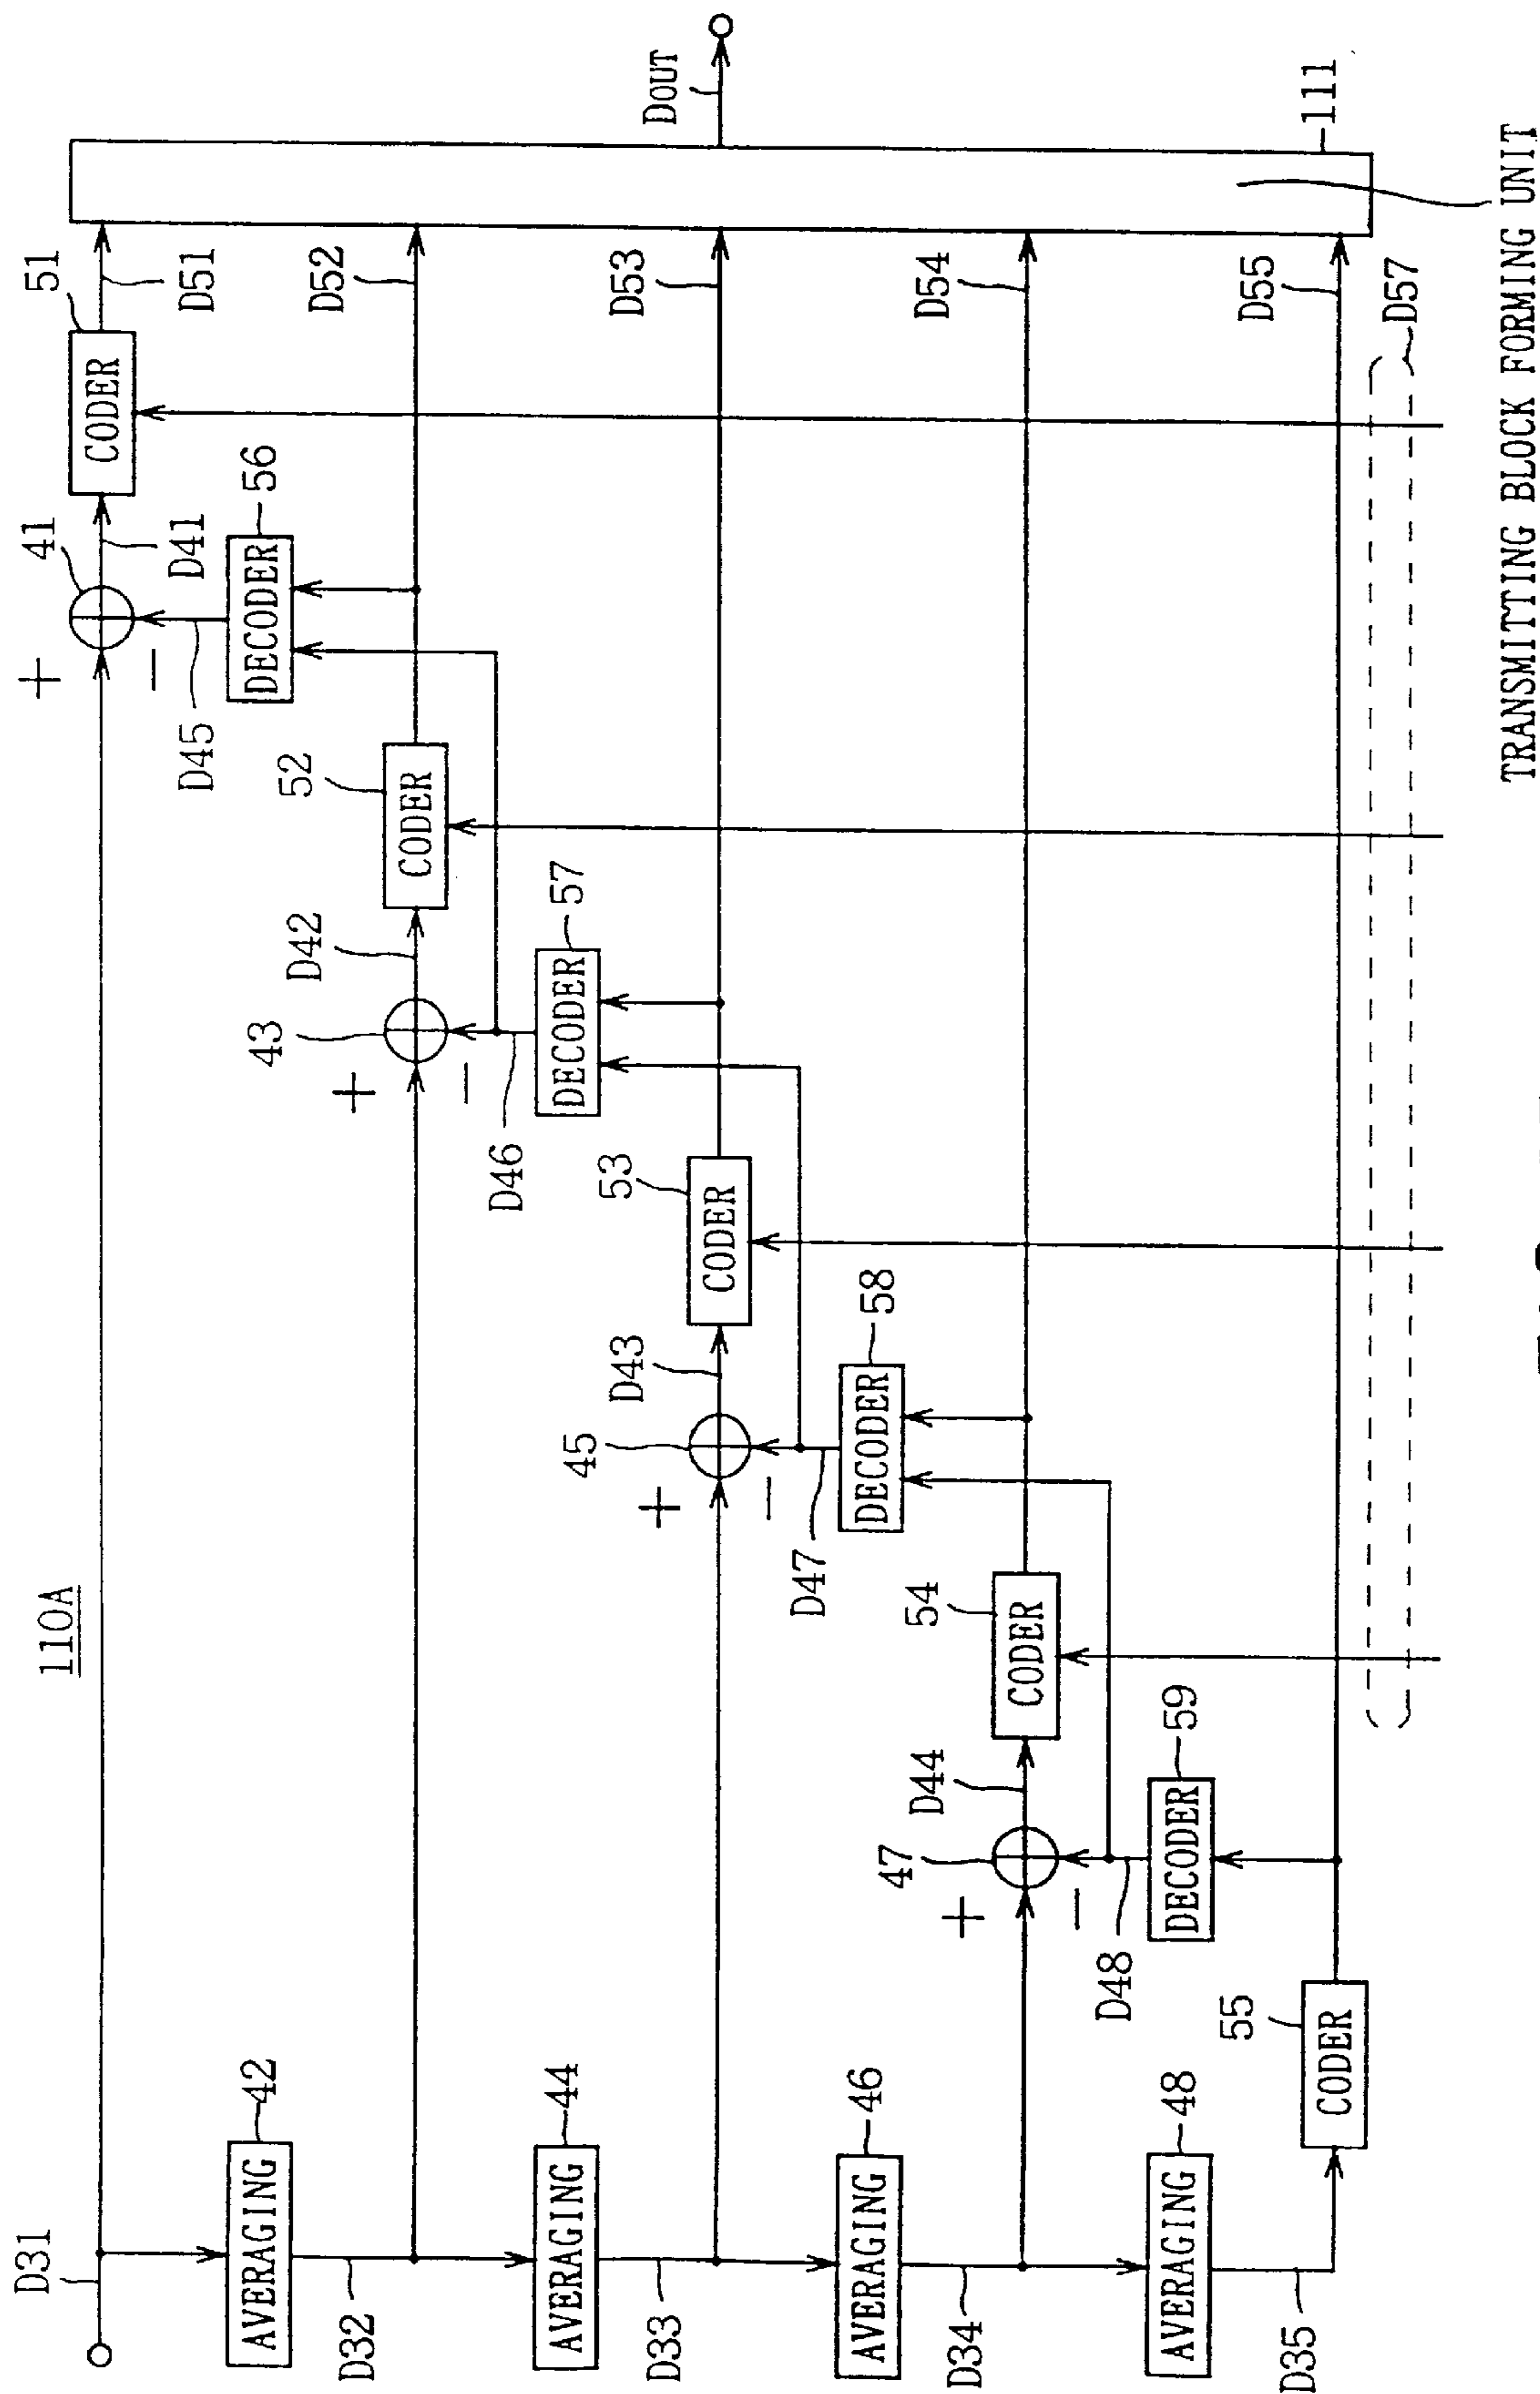 110A
D31
AVERAGING
42
D32
AVERAGING
44
D33
AVERAGING
46
D34
AVERAGING
48
D35
CODER
55
D48
DECODER
59
47
+
−
D44
CODER
54
D47
DECODER
58
45
+
−
D43
CODER
53
D46
DECODER
57
43
+
−
D42
CODER
52
D45
DECODER
56
41
+
−
D41
CODER
51
D51
D52
D53
D54
D55
D57
DOUT
111
TRANSMITTING BLOCK FORMING UNIT